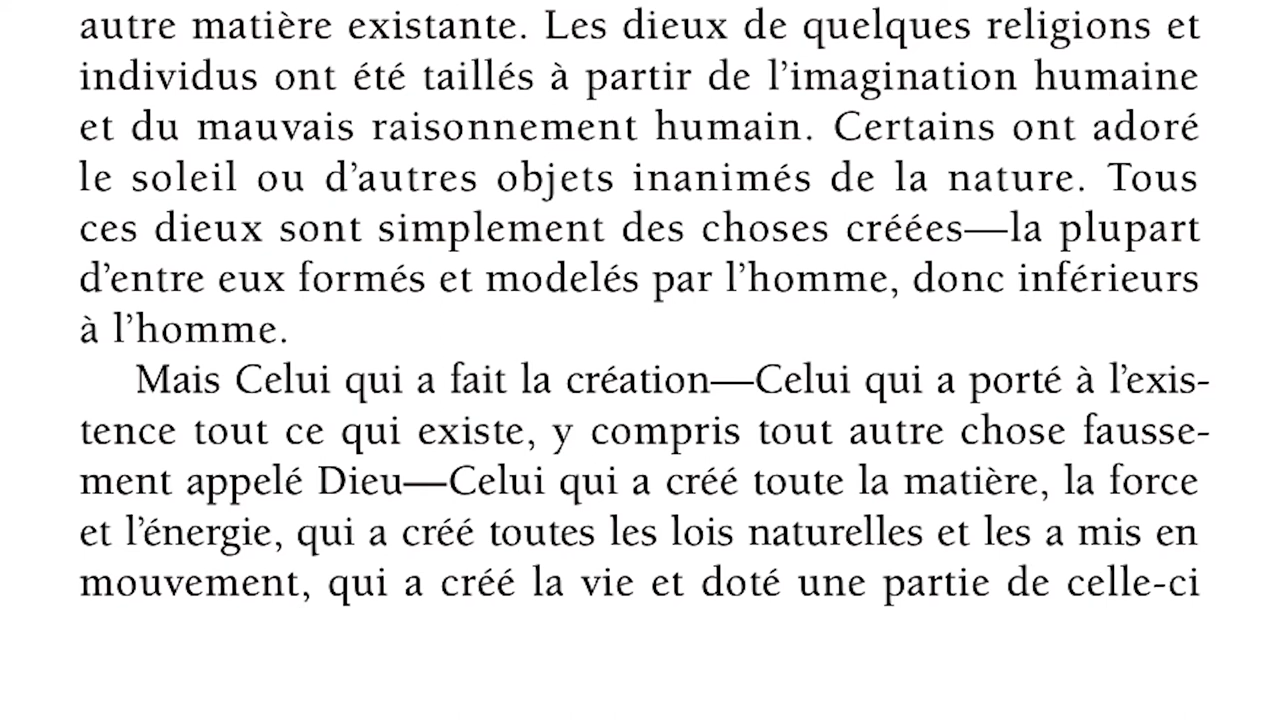 autre matière existante. Les dieux de quelques religions et
individus ont été taillés à partir de l’imagination humaine
et du mauvais raisonnement humain. Certains ont adoré
le soleil ou d’autres objets inanimés de la nature. Tous
ces dieux sont simplement des choses créées—la plupart
d’entre eux formés et modelés par l’homme, donc inférieurs
à l’homme.
Mais Celui qui a fait la création—Celui qui a porté à l’exis-
tence tout ce qui existe, y compris tout autre chose fausse-
ment appelé Dieu—Celui qui a créé toute la matière, la force
et l’énergie, qui a créé toutes les lois naturelles et les a mis en
mouvement, qui a créé la vie et doté une partie de celle-ci